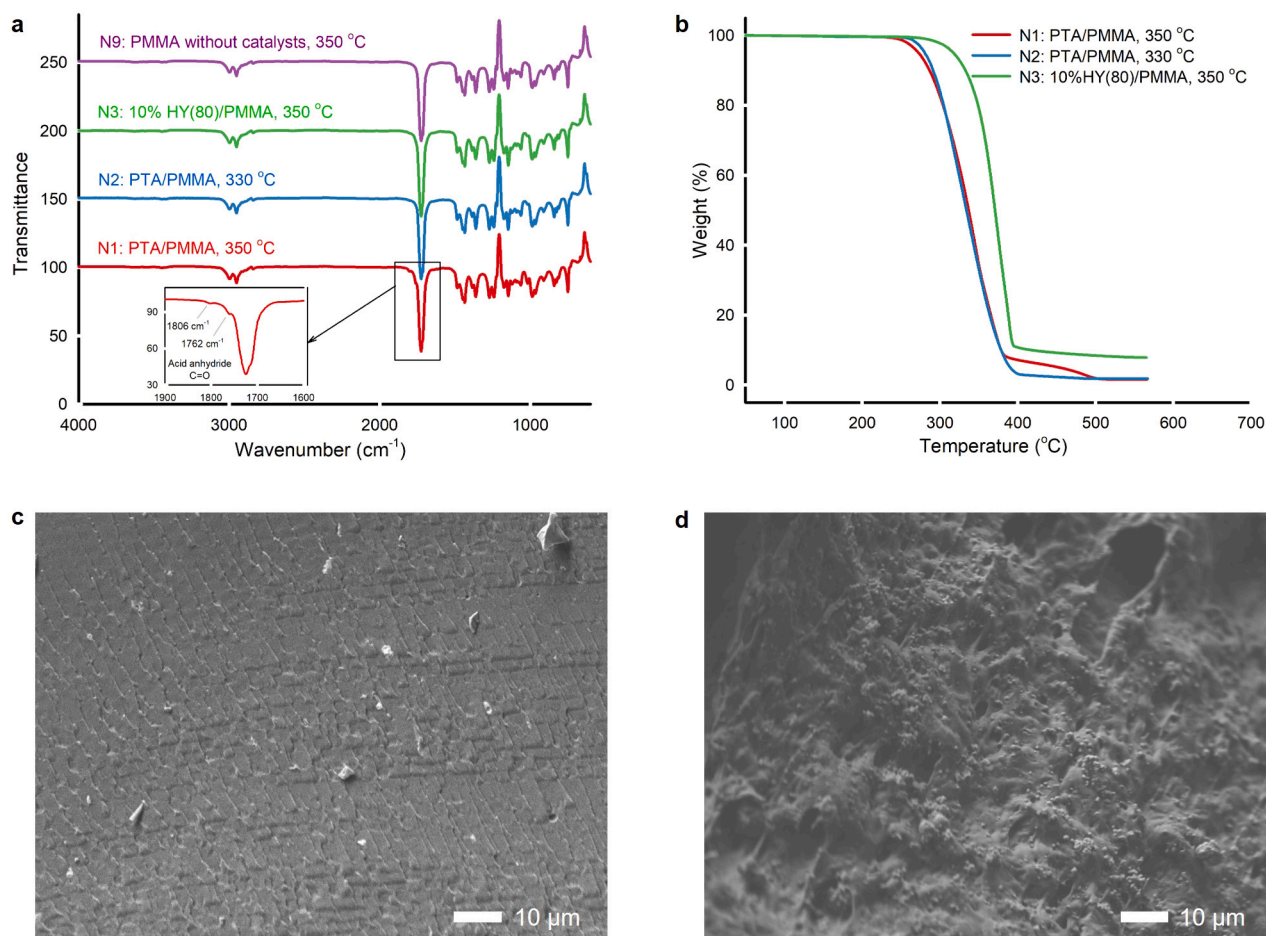 a
N9: PMMA without catalysts, 350 °C
N3: 10% HY(80)/PMMA, 350 °C
N2: PTA/PMMA, 330 °C
N1: PTA/PMMA, 350 °C
250
200
150
100
50
0
Transmittance
4000 3000 2000 1000
Wavenumber (cm⁻¹)
90
60
30
1806 cm⁻¹
1762 cm⁻¹
Acid anhydride
C=O
1900 1800 1700 1600
b
N1: PTA/PMMA, 350 °C
N2: PTA/PMMA, 330 °C
N3: 10%HY(80)/PMMA, 350 °C
100
80
60
40
20
0
Weight (%)
100 200 300 400 500 600 700
Temperature (°C)
c
10 µm
d
10 µm